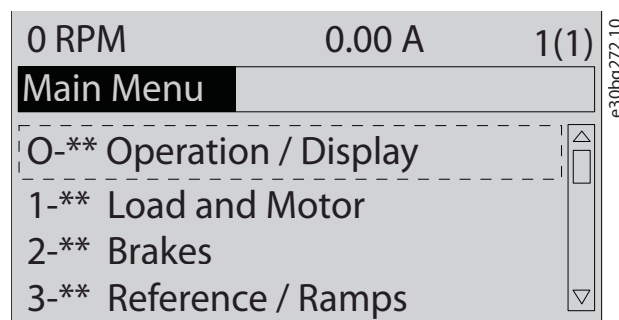 0 RPM 0.00 A 1(1)
Main Menu
O-** Operation / Display
1-** Load and Motor
2-** Brakes
3-** Reference / Ramps
e30bg272.10